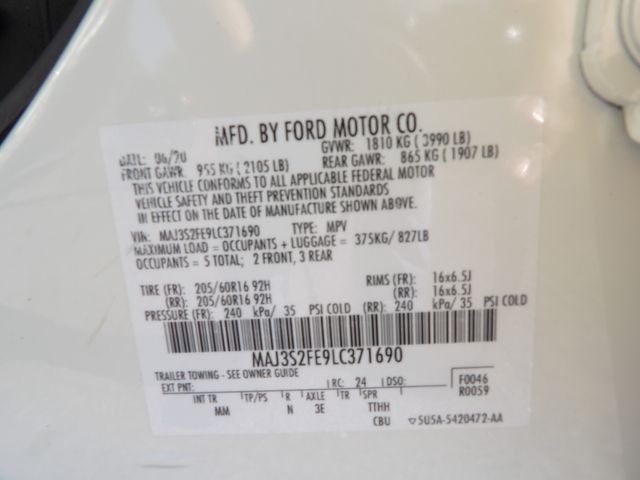 MFD. BY FORD MOTOR CO.
DATE: 04/20 GVWR: 1810 KG ( 3990 LB)
FRONT GAWR: 955 KG ( 2105 LB) REAR GAWR: 865 KG ( 1907 LB)
THIS VEHICLE CONFORMS TO ALL APPLICABLE FEDERAL MOTOR
VEHICLE SAFETY AND THEFT PREVENTION STANDARDS
IN EFFECT ON THE DATE OF MANUFACTURE SHOWN ABOVE.
VIN: MAJ3S2FE9LC371690 TYPE: MPV
MAXIMUM LOAD = OCCUPANTS + LUGGAGE = 375KG/ 827LB
OCCUPANTS = 5 TOTAL; 2 FRONT, 3 REAR
TIRE (FR): 205/60R16 92H RIMS (FR): 16x6.5J
(RR): 205/60R16 92H (RR): 16x6.5J
PRESSURE (FR): 240 kPa/ 35 PSI COLD (RR): 240 kPa/ 35 PSI COLD
MAJ3S2FE9LC371690
TRAILER TOWING - SEE OWNER GUIDE
EXT PNT: RC: 24 DSO: F0046
R0059
INT TR TP/PS R AXLE TR SPR
MM N 3E TTHH
CBU ▽5U5A-5420472-AA